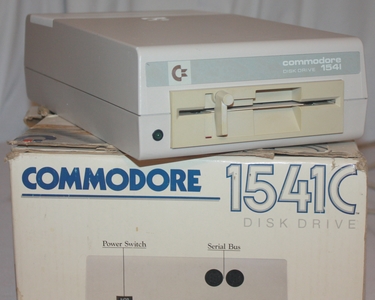 commodore
1541
DISK DRIVE
COMMODORE 1541C
DISK DRIVE
Power Switch
Serial Bus